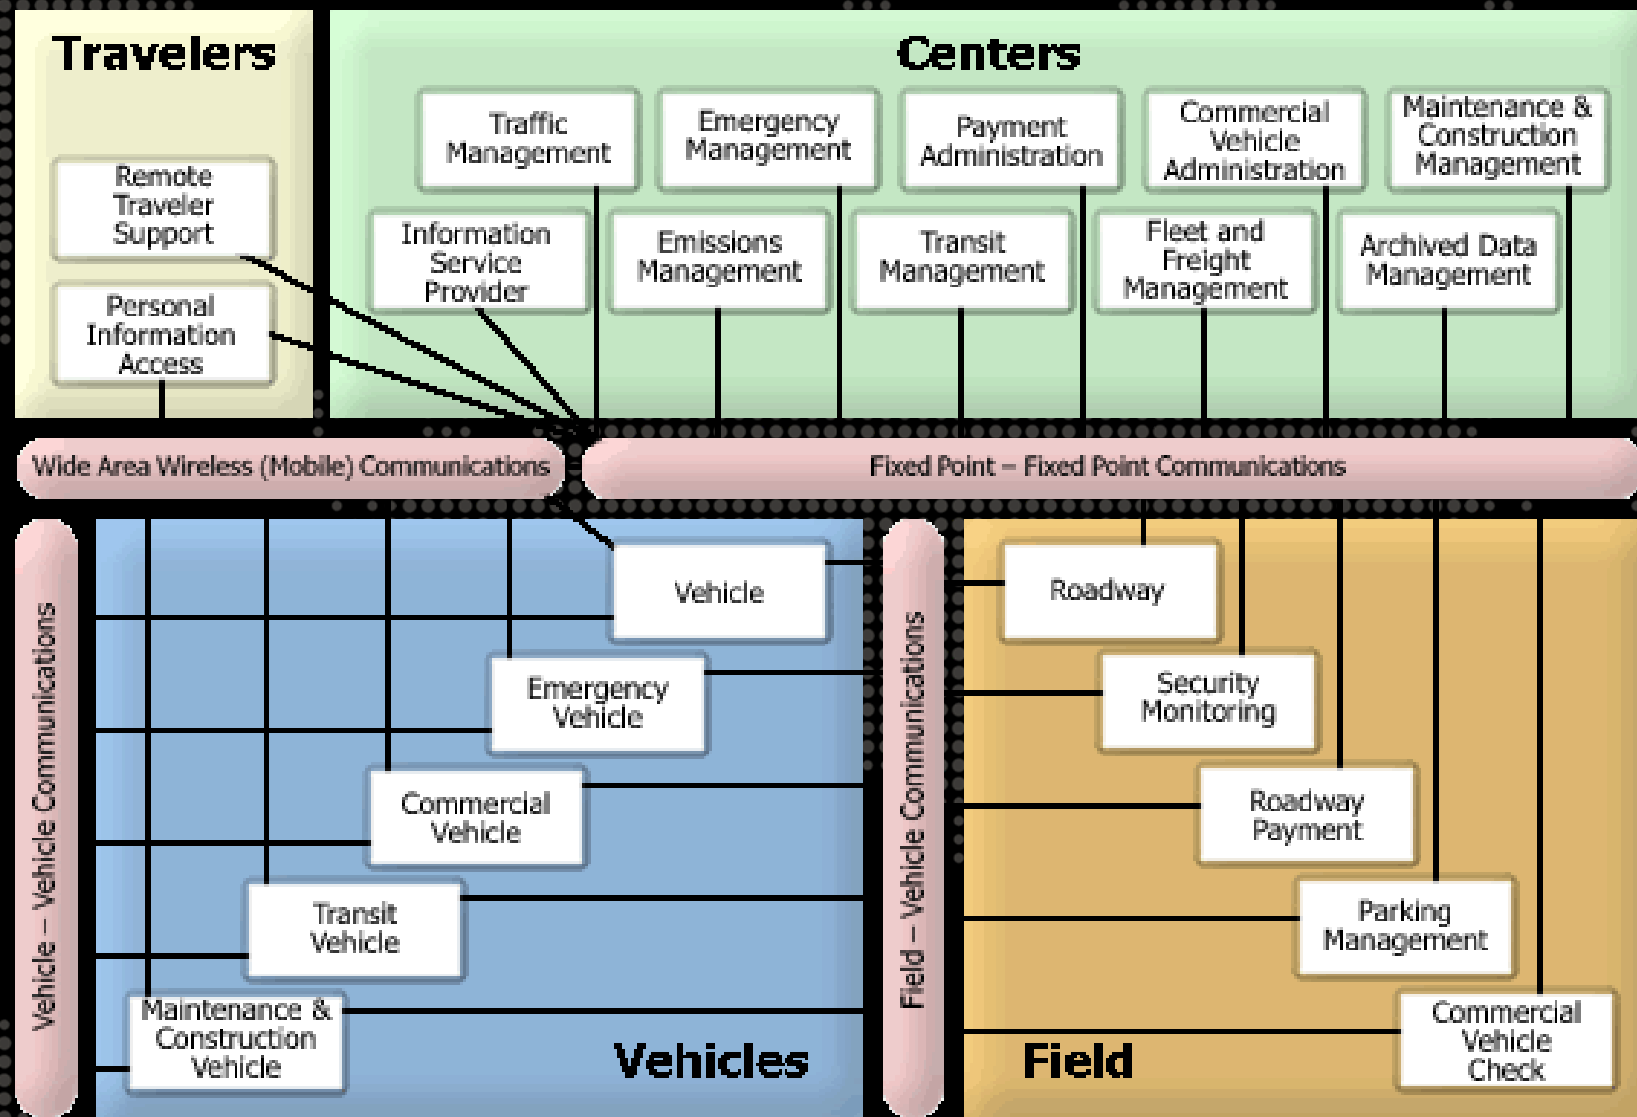 Travelers
Remote
Traveler
Support
Personal
Information
Access
Centers
Traffic
Management
Emergency
Management
Payment
Administration
Commercial
Vehicle
Administration
Maintenance &
Construction
Management
Information
Service
Provider
Emissions
Management
Transit
Management
Fleet and
Freight
Management
Archived Data
Management
Wide Area Wireless (Mobile) Communications
Fixed Point – Fixed Point Communications
Vehicle – Vehicle Communications
Vehicle
Emergency
Vehicle
Commercial
Vehicle
Transit
Vehicle
Maintenance &
Construction
Vehicle
Vehicles
Field – Vehicle Communications
Roadway
Security
Monitoring
Roadway
Payment
Parking
Management
Commercial
Vehicle
Check
Field